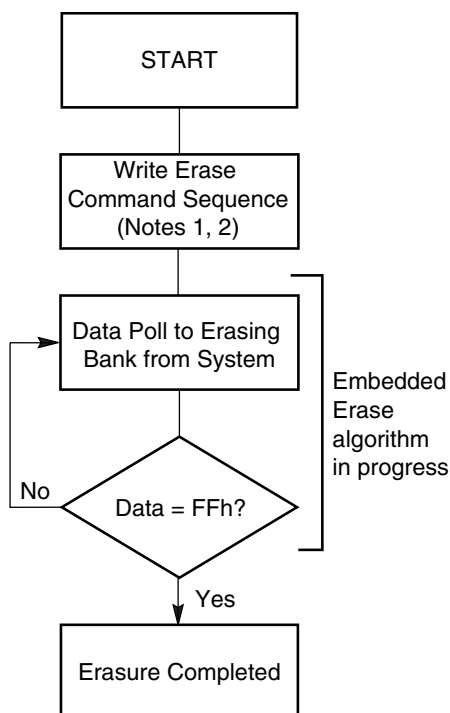 START
Write Erase
Command Sequence
(Notes 1, 2)
Data Poll to Erasing
Bank from System
Embedded
Erase
algorithm
in progress
No
Data = FFh?
Yes
Erasure Completed